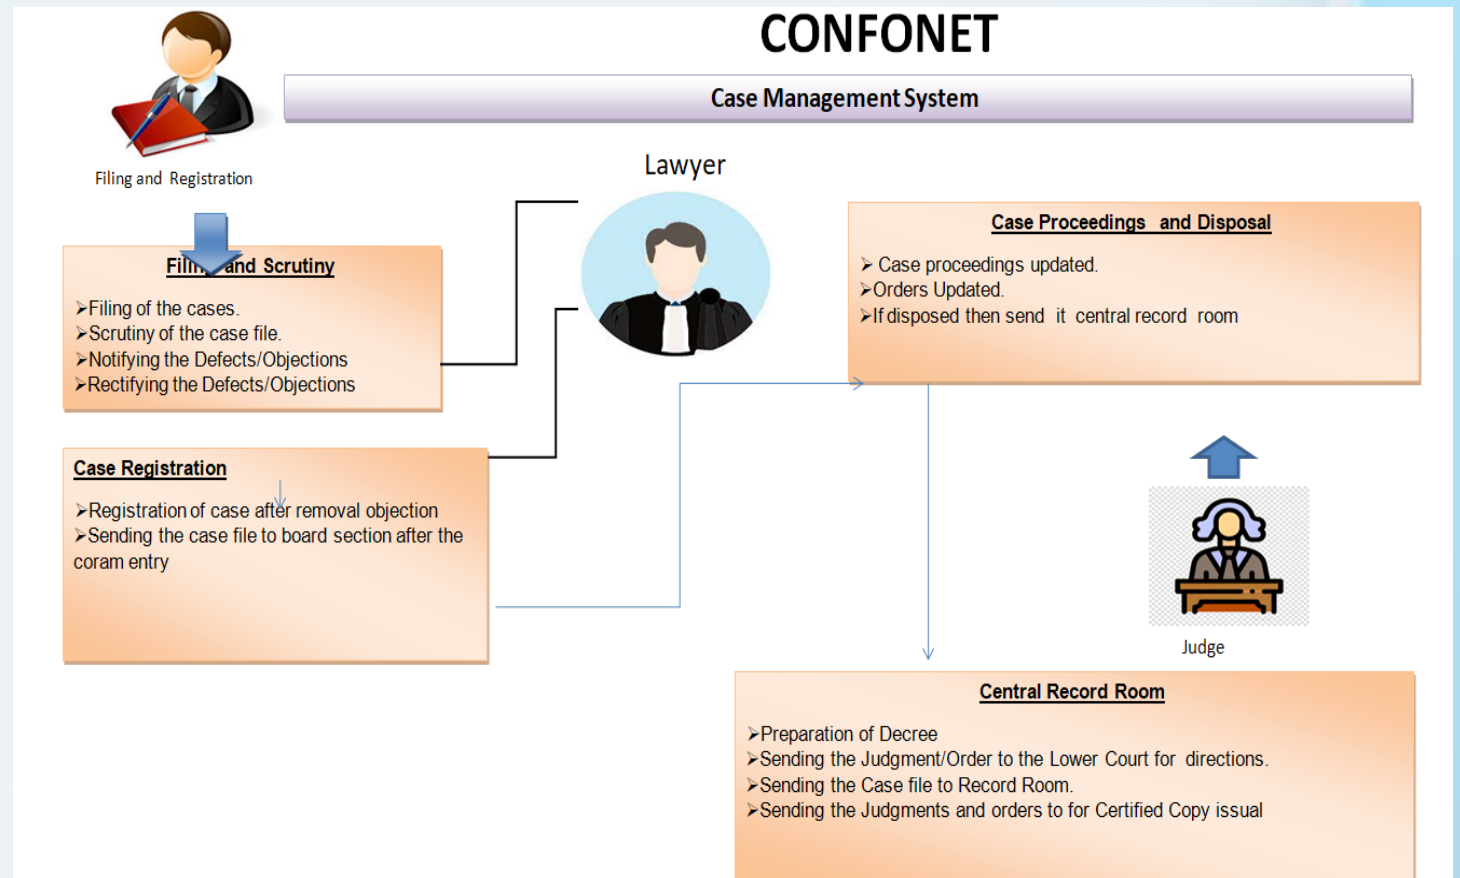 CONFONET
Case Management System
Filing and Registration
Lawyer
Filing and Scrutiny
➢Filing of the cases.
➢Scrutiny of the case file.
➢Notifying the Defects/Objections
➢Rectifying the Defects/Objections
Case Registration
➢Registration of case after removal objection
➢Sending the case file to board section after the
coram entry
Case Proceedings and Disposal
➢ Case proceedings updated.
➢Orders Updated.
➢If disposed then send it central record room
Judge
Central Record Room
➢Preparation of Decree
➢Sending the Judgment/Order to the Lower Court for directions.
➢Sending the Case file to Record Room.
➢Sending the Judgments and orders to for Certified Copy issual